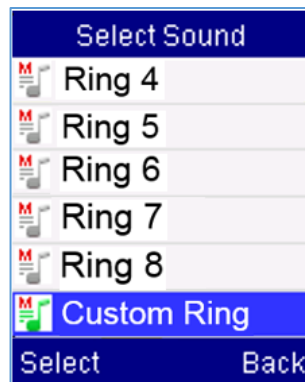 Select Sound
M Ring 4
M Ring 5
M Ring 6
M Ring 7
M Ring 8
M Custom Ring
Select Back